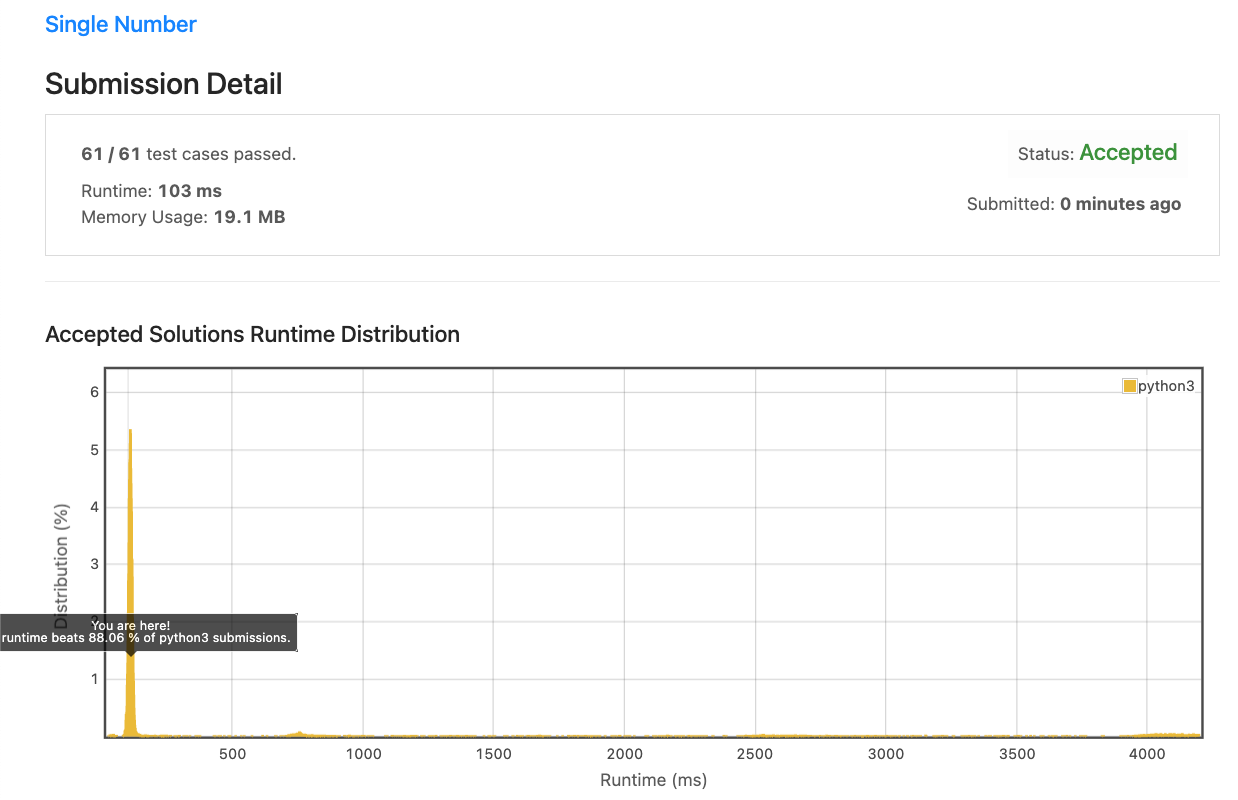 Single Number
Submission Detail
61 / 61 test cases passed.
Status: Accepted
Runtime: 103 ms
Memory Usage: 19.1 MB
Submitted: 0 minutes ago
Accepted Solutions Runtime Distribution
python3
Distribution (%)
6
5
4
3
2
1
You are here!
runtime beats 88.06 % of python3 submissions.
500
1000
1500
2000
2500
3000
3500
4000
Runtime (ms)